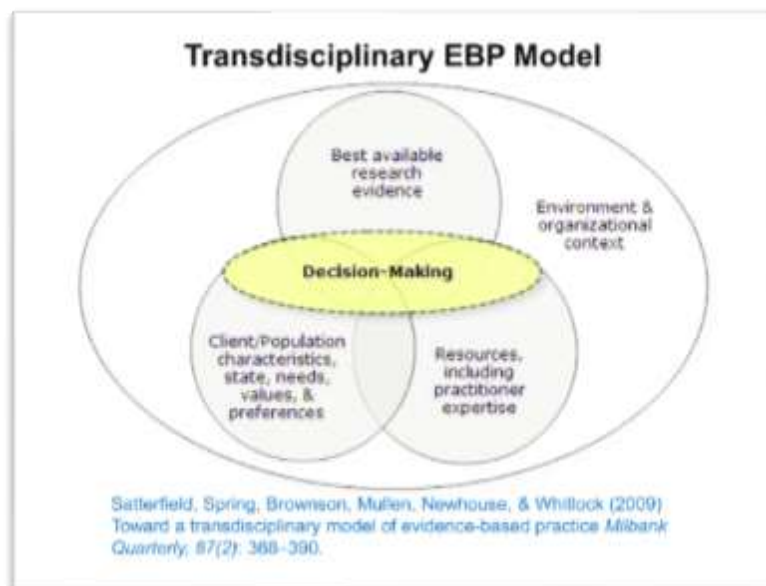 Transdisciplinary EBP Model
Best available
research
evidence
Environment &
organizational
context
Decision-Making
Client/Population
characteristics,
state, needs,
values, &
preferences
Resources,
including
practitioner
expertise
Satterfield, Spring, Brownson, Mullen, Newhouse, & Whitlock (2009)
Toward a transdisciplinary model of evidence-based practice Milbank
Quarterly, 87(2): 368–390.